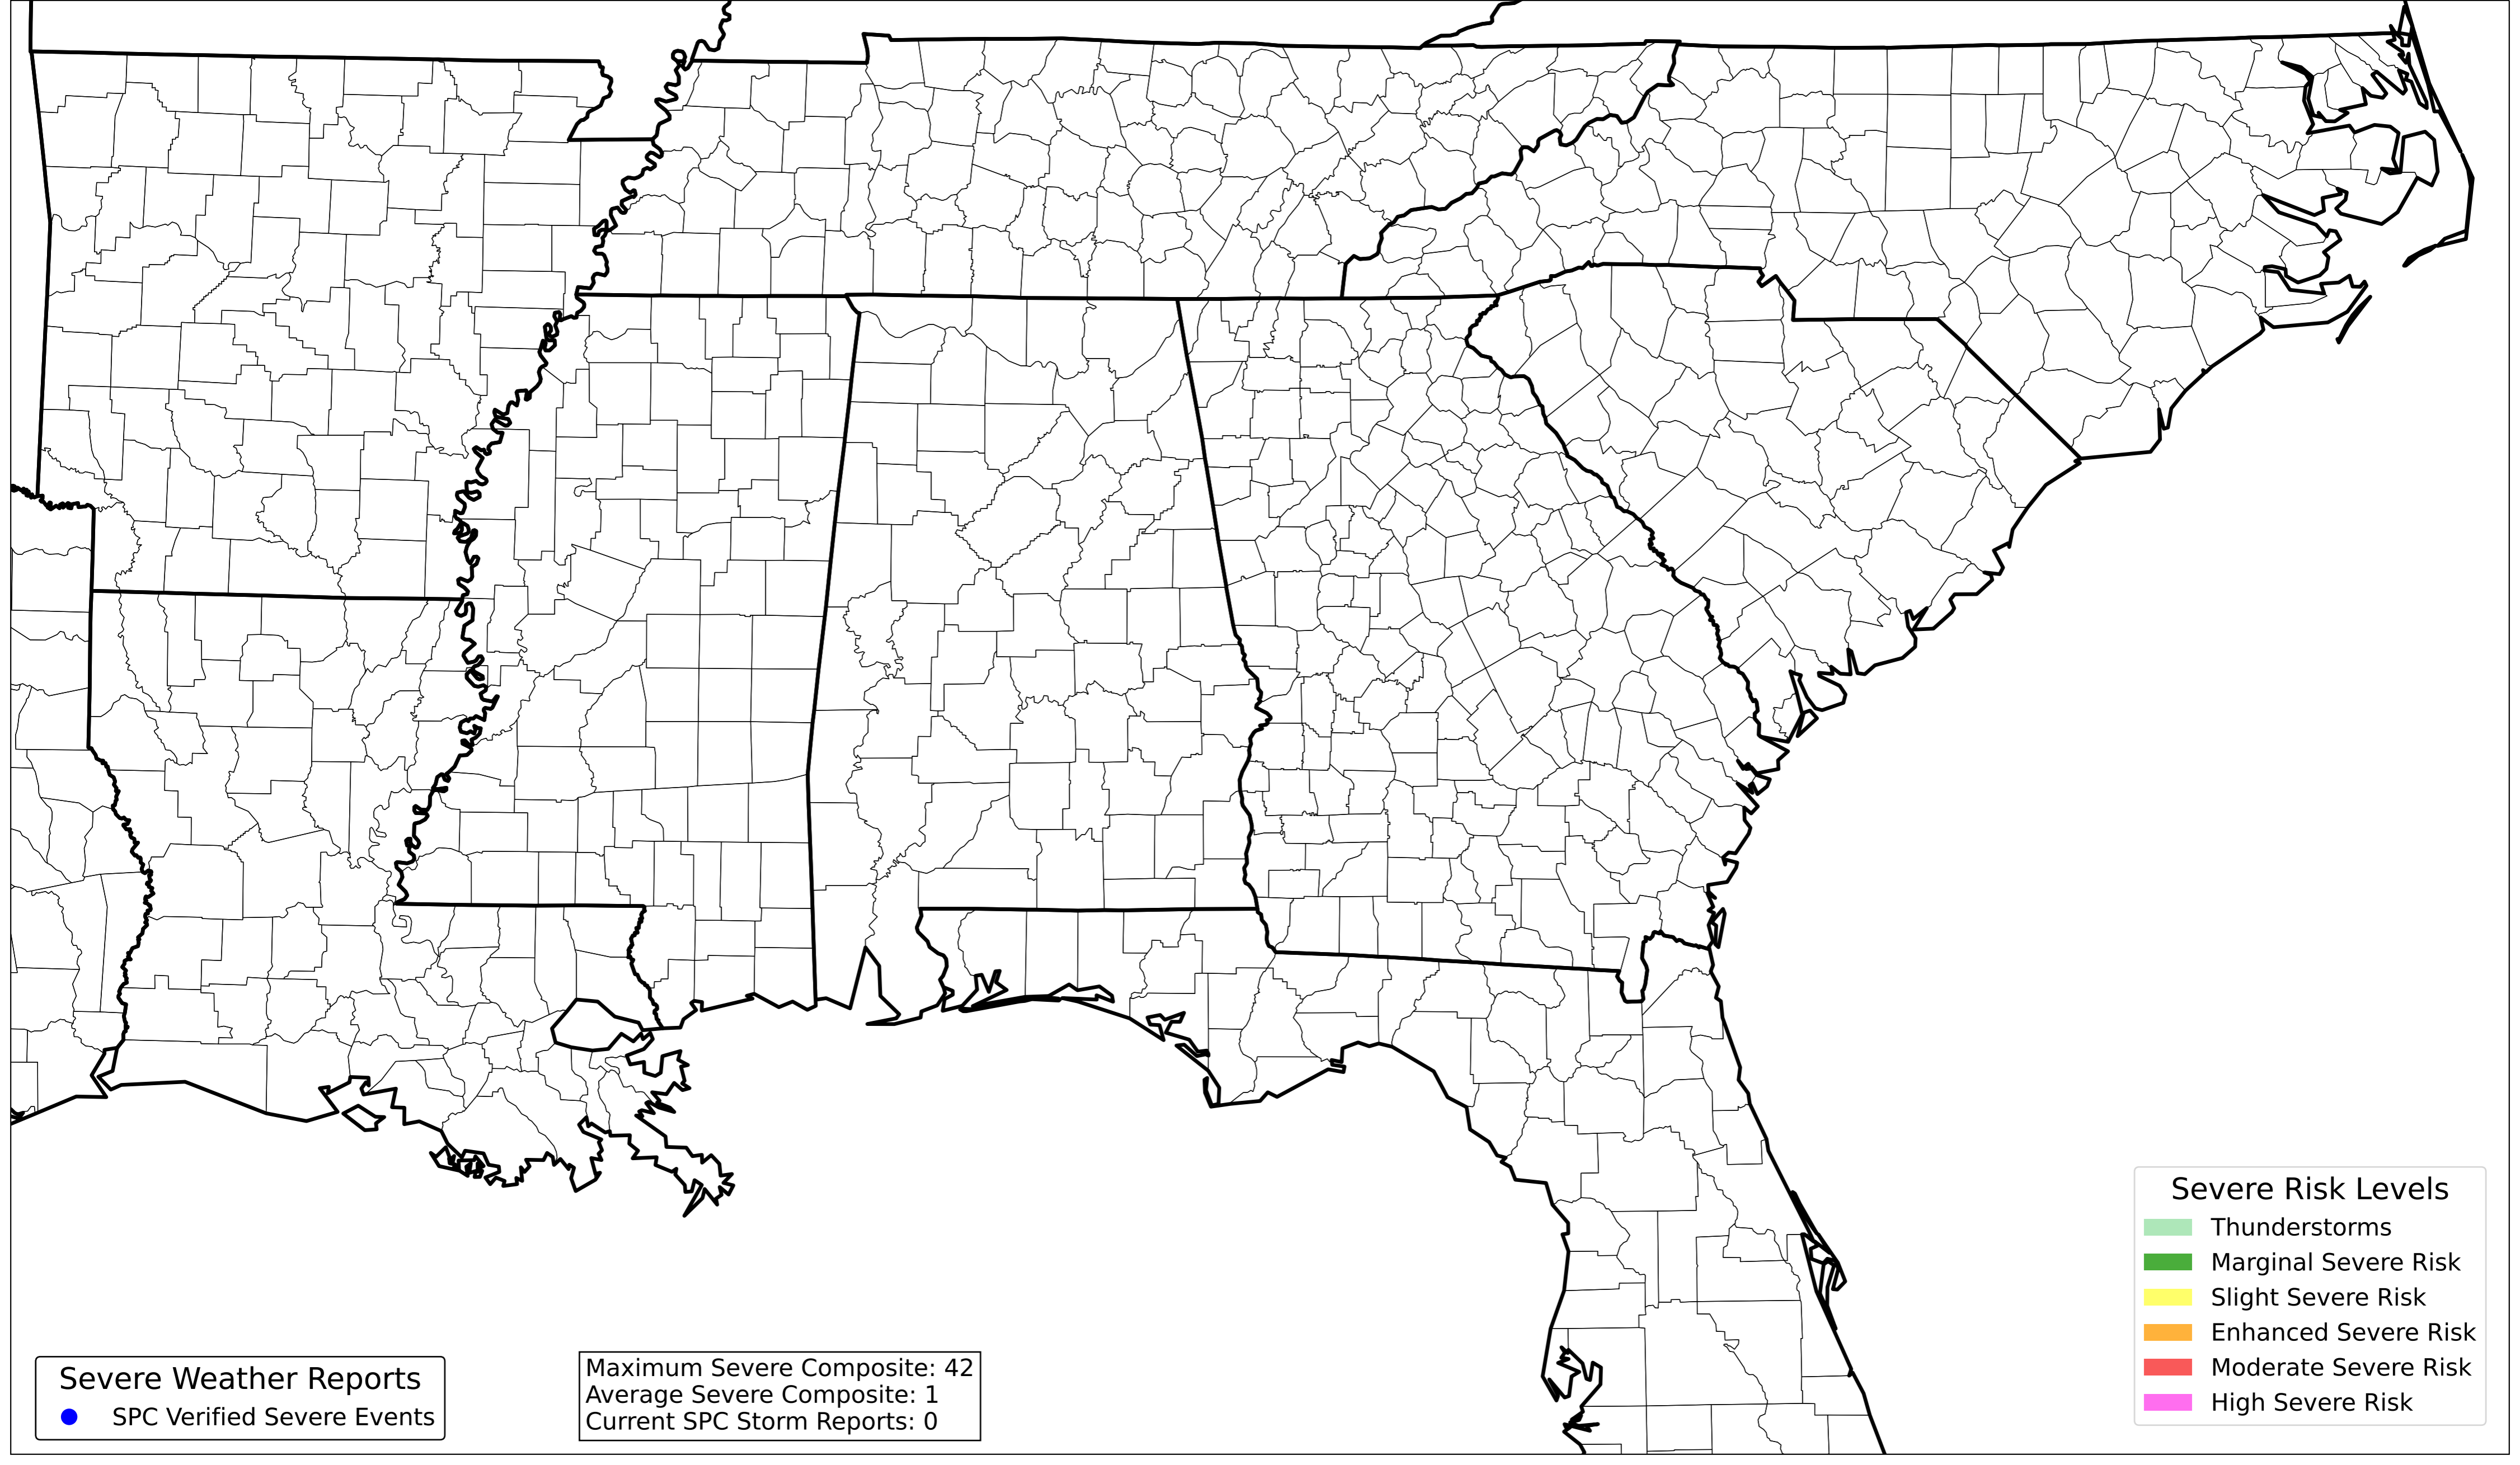 Severe Risk Levels
Thunderstorms
Marginal Severe Risk
Slight Severe Risk
Enhanced Severe Risk
Moderate Severe Risk
High Severe Risk
Severe Weather Reports
SPC Verified Severe Events
Maximum Severe Composite: 42
Average Severe Composite: 1
Current SPC Storm Reports: 0